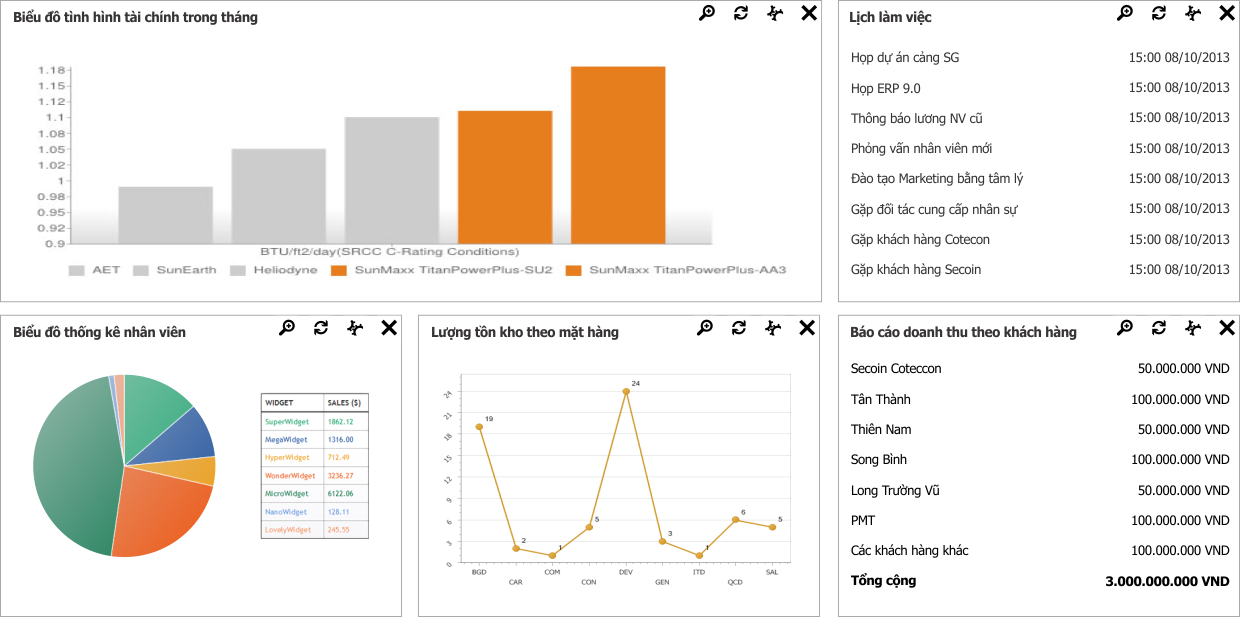 Biểu đồ tình hình tài chính trong tháng
1.18
1.15
1.12
1.1
1.08
1.05
1.02
1
0.98
0.95
0.92
0.9
BTU/ft2/day(SRCC C-Rating Conditions)
AET SunEarth Heliodyne SunMaxx TitanPowerPlus-SU2 SunMaxx TitanPowerPlus-AA3
Lịch làm việc
Họp dự án cảng SG 15:00 08/10/2013
Họp ERP 9.0 15:00 08/10/2013
Thông báo lương NV cũ 15:00 08/10/2013
Phỏng vấn nhân viên mới 15:00 08/10/2013
Đào tạo Marketing bằng tâm lý 15:00 08/10/2013
Gặp đối tác cung cấp nhân sự 15:00 08/10/2013
Gặp khách hàng Cotecon 15:00 08/10/2013
Gặp khách hàng Secoin 15:00 08/10/2013
Biểu đồ thống kê nhân viên
WIDGET SALES ($)
SuperWidget 1862.12
MegaWidget 1316.00
HyperWidget 712.49
WonderWidget 3236.27
MicroWidget 6122.06
NanoWidget 128.11
LovelyWidget 245.55
Lượng tồn kho theo mặt hàng
24
21
18
15
12
9
6
3
0
19
2
1
5
24
3
1
6
5
BGD COM DEV ITD SAL
CAR CON GEN QCD
Báo cáo doanh thu theo khách hàng
Secoin Coteccon 50.000.000 VND
Tân Thành 100.000.000 VND
Thiên Nam 50.000.000 VND
Song Bình 100.000.000 VND
Long Trường Vũ 50.000.000 VND
PMT 100.000.000 VND
Các khách hàng khác 100.000.000 VND
Tổng cộng 3.000.000.000 VND